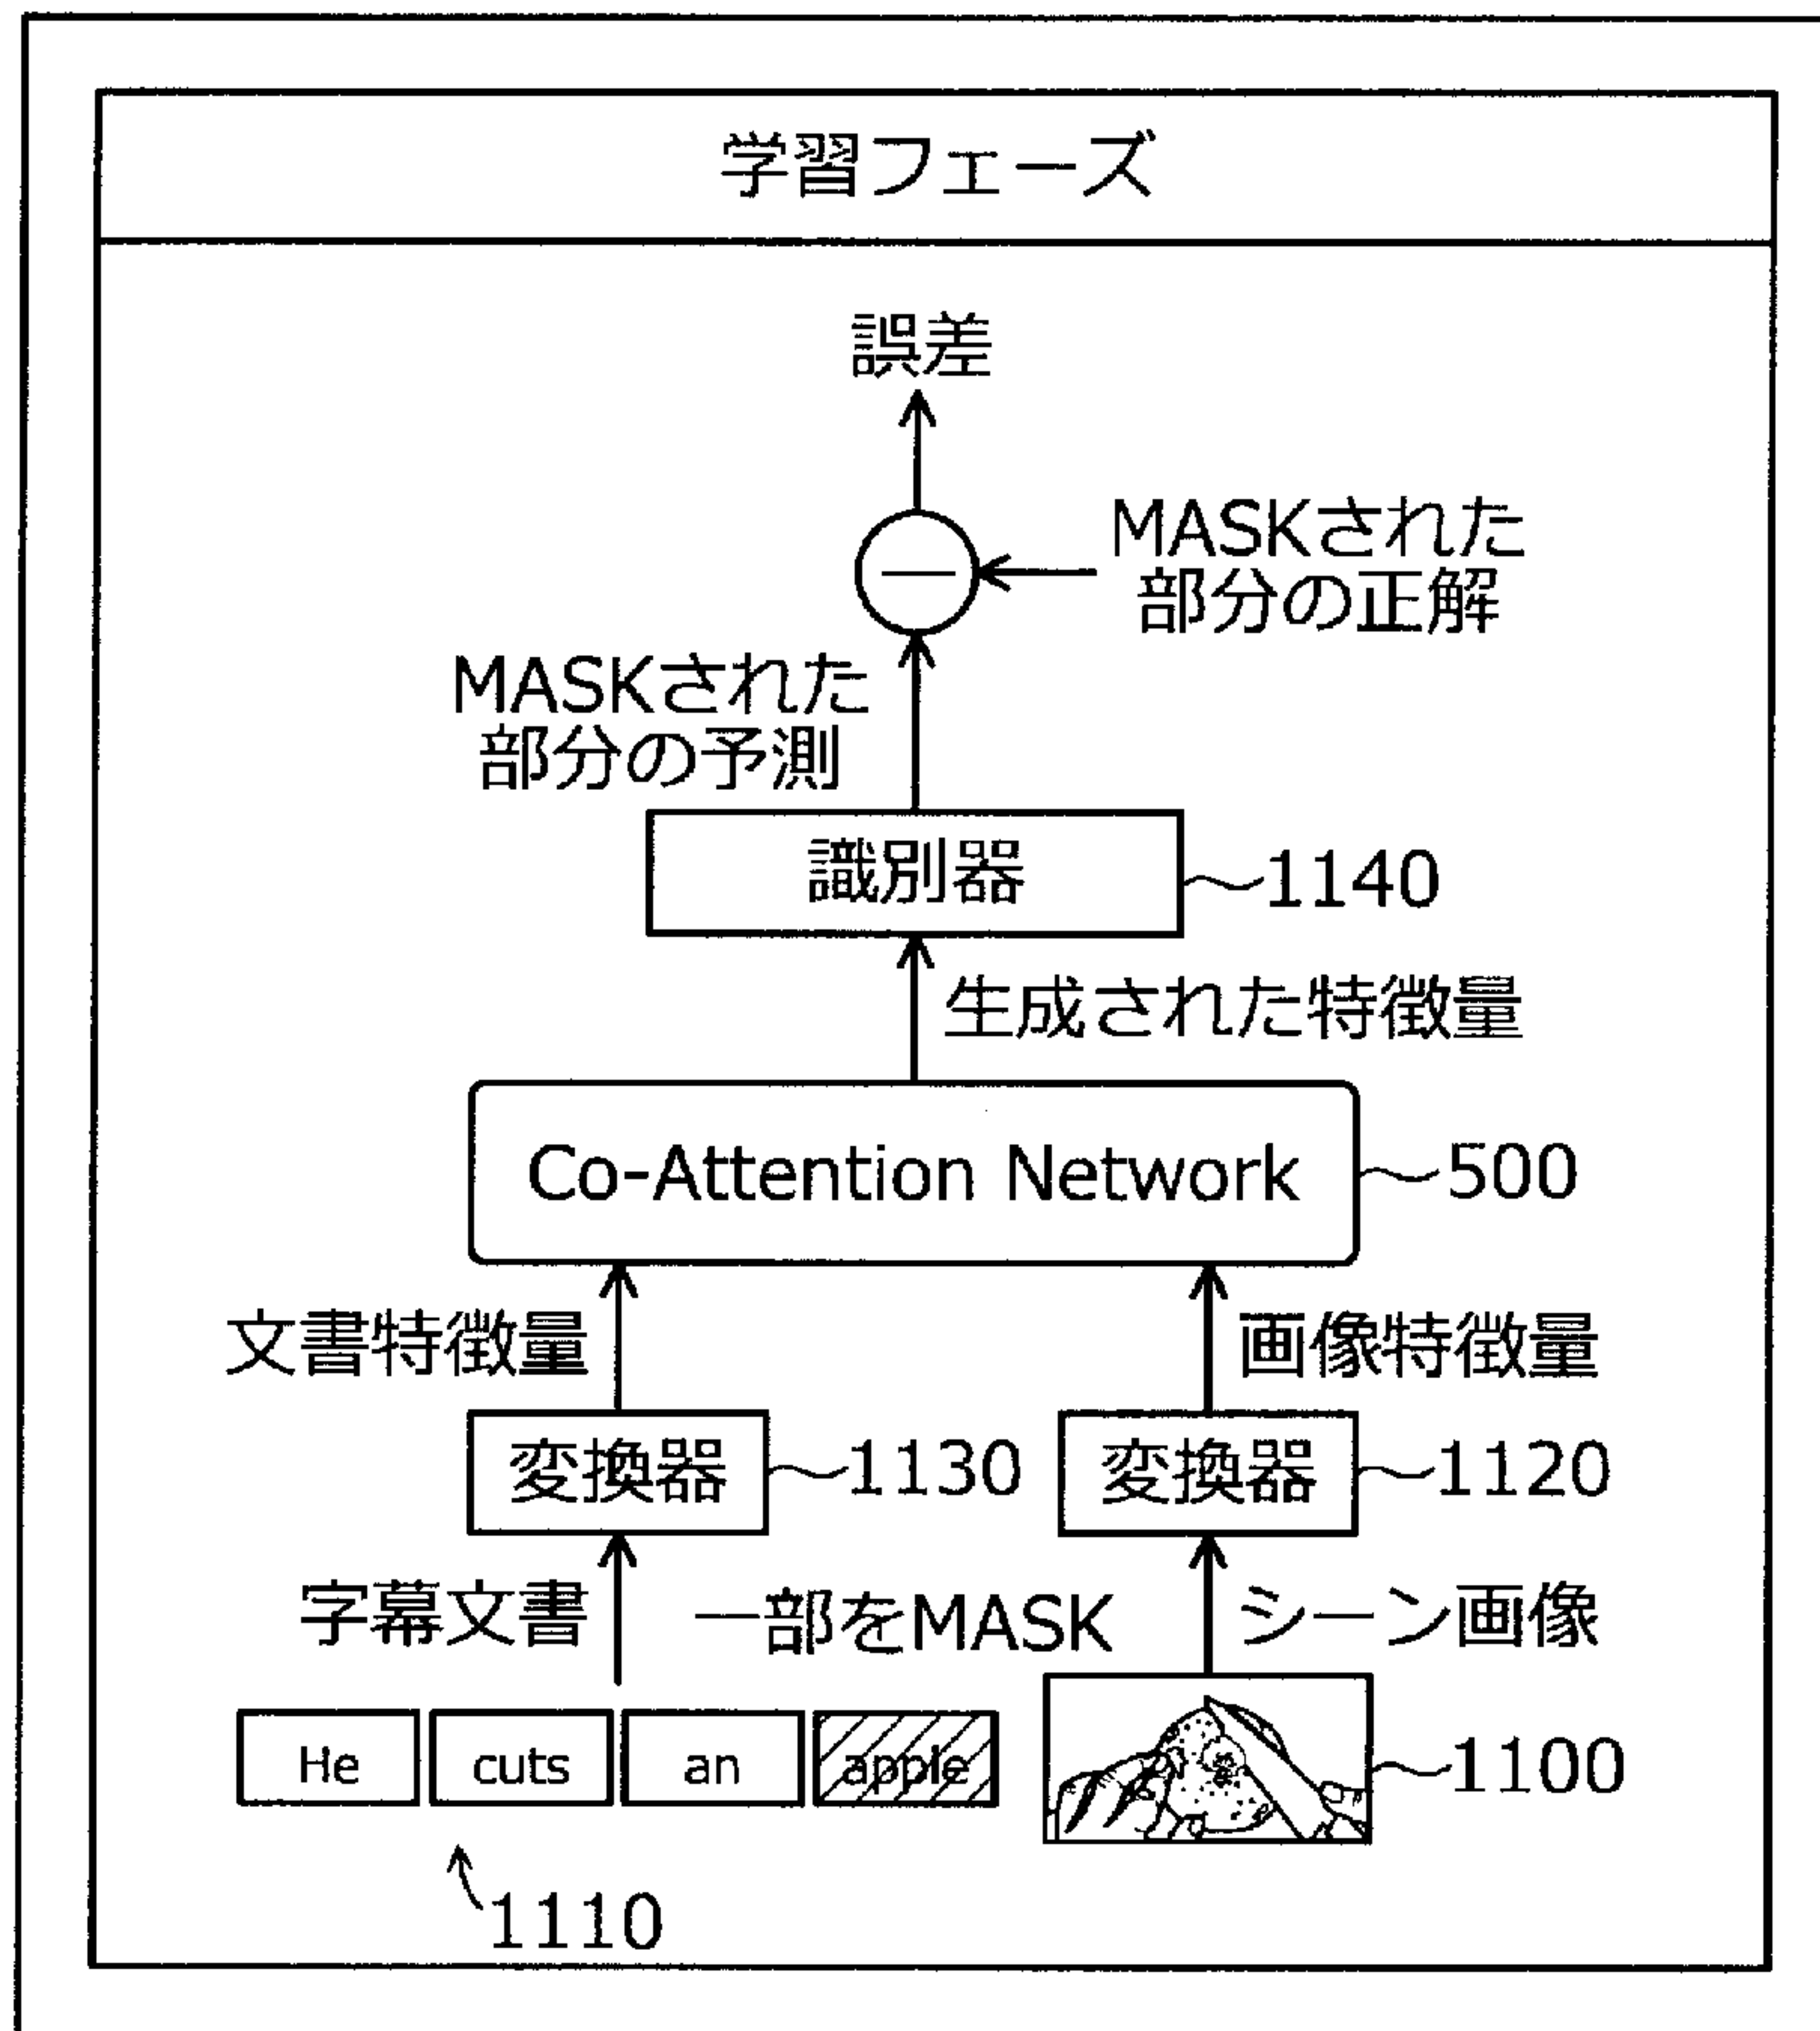 学習フェーズ
誤差
MASKされた
部分の正解
MASKされた
部分の予測
識別器
1140
生成された特徴量
Co-Attention Network
500
文書特徴量
画像特徴量
変換器
1130
変換器
1120
字幕文書
一部をMASK
シーン画像
He cuts an apple
1100
1110